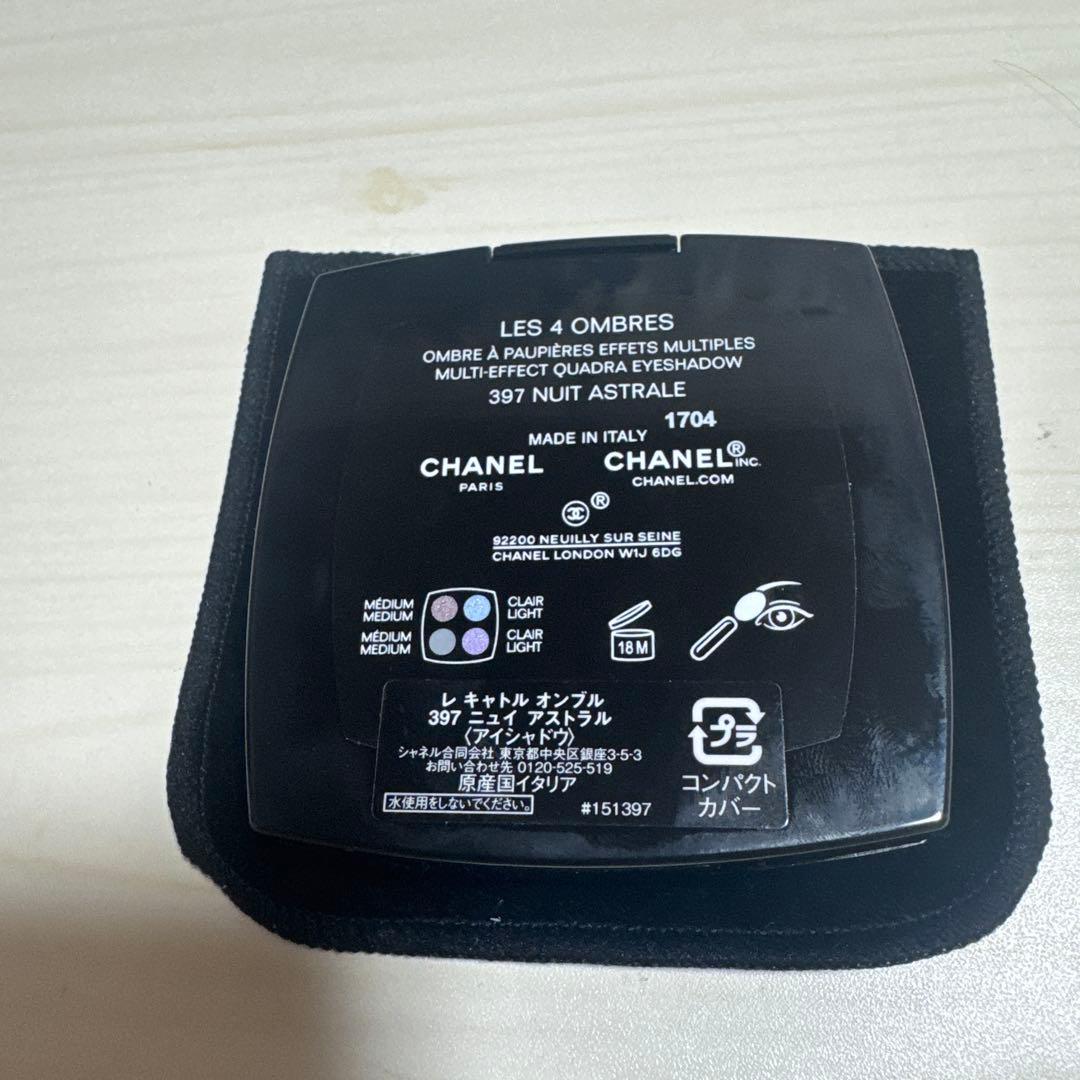 LES 4 OMBRES
OMBRE À PAUPIÈRES EFFETS MULTIPLES
MULTI-EFFECT QUADRA EYESHADOW
397 NUIT ASTRALE
1704
MADE IN ITALY
CHANEL
PARIS
CHANEL® INC.
CHANEL.COM
®
92200 NEUILLY SUR SEINE
CHANEL LONDON W1J 6DG
MÉDIUM
MEDIUM
CLAIR
LIGHT
MÉDIUM
MEDIUM
CLAIR
LIGHT
18 M
レ キャトル オンブル
397 ニュイ アストラル
〈アイシャドウ〉
シャネル合同会社 東京都中央区銀座3-5-3
お問い合わせ先 0120-525-519
原産国イタリア
水使用をしないでください。
#151397
プラ
コンパクト
カバー